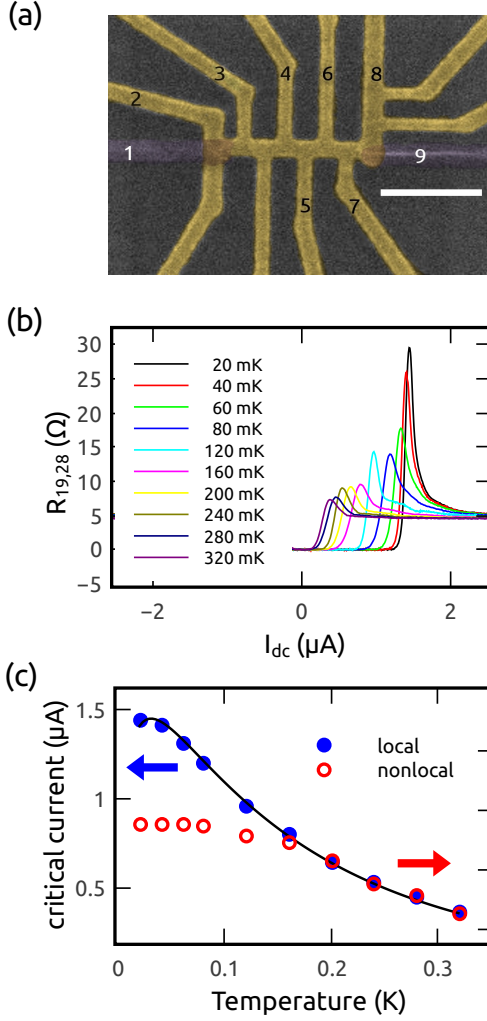 (a)
1
2
3
4
5
6
7
8
9
(b)
R19,28 (Ω)
30
25
20
15
10
5
0
−5
20 mK
40 mK
60 mK
80 mK
120 mK
160 mK
200 mK
240 mK
280 mK
320 mK
−2
0
2
Idc (μA)
(c)
critical current (μA)
1.5
1
0.5
local
nonlocal
0
0.1
0.2
0.3
Temperature (K)